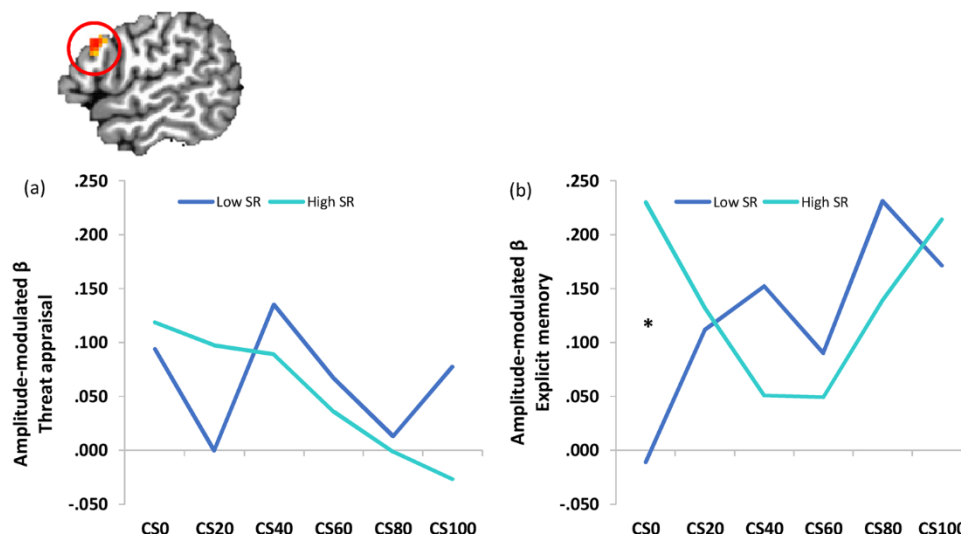 (a)
.250
.200
.150
.100
.050
.000
-.050
Amplitude-modulated β
Threat appraisal
Low SR
High SR
CS0 CS20 CS40 CS60 CS80 CS100
(b)
.250
.200
.150
.100
.050
.000
-.050
Amplitude-modulated β
Explicit memory
Low SR
High SR
*
CS0 CS20 CS40 CS60 CS80 CS100